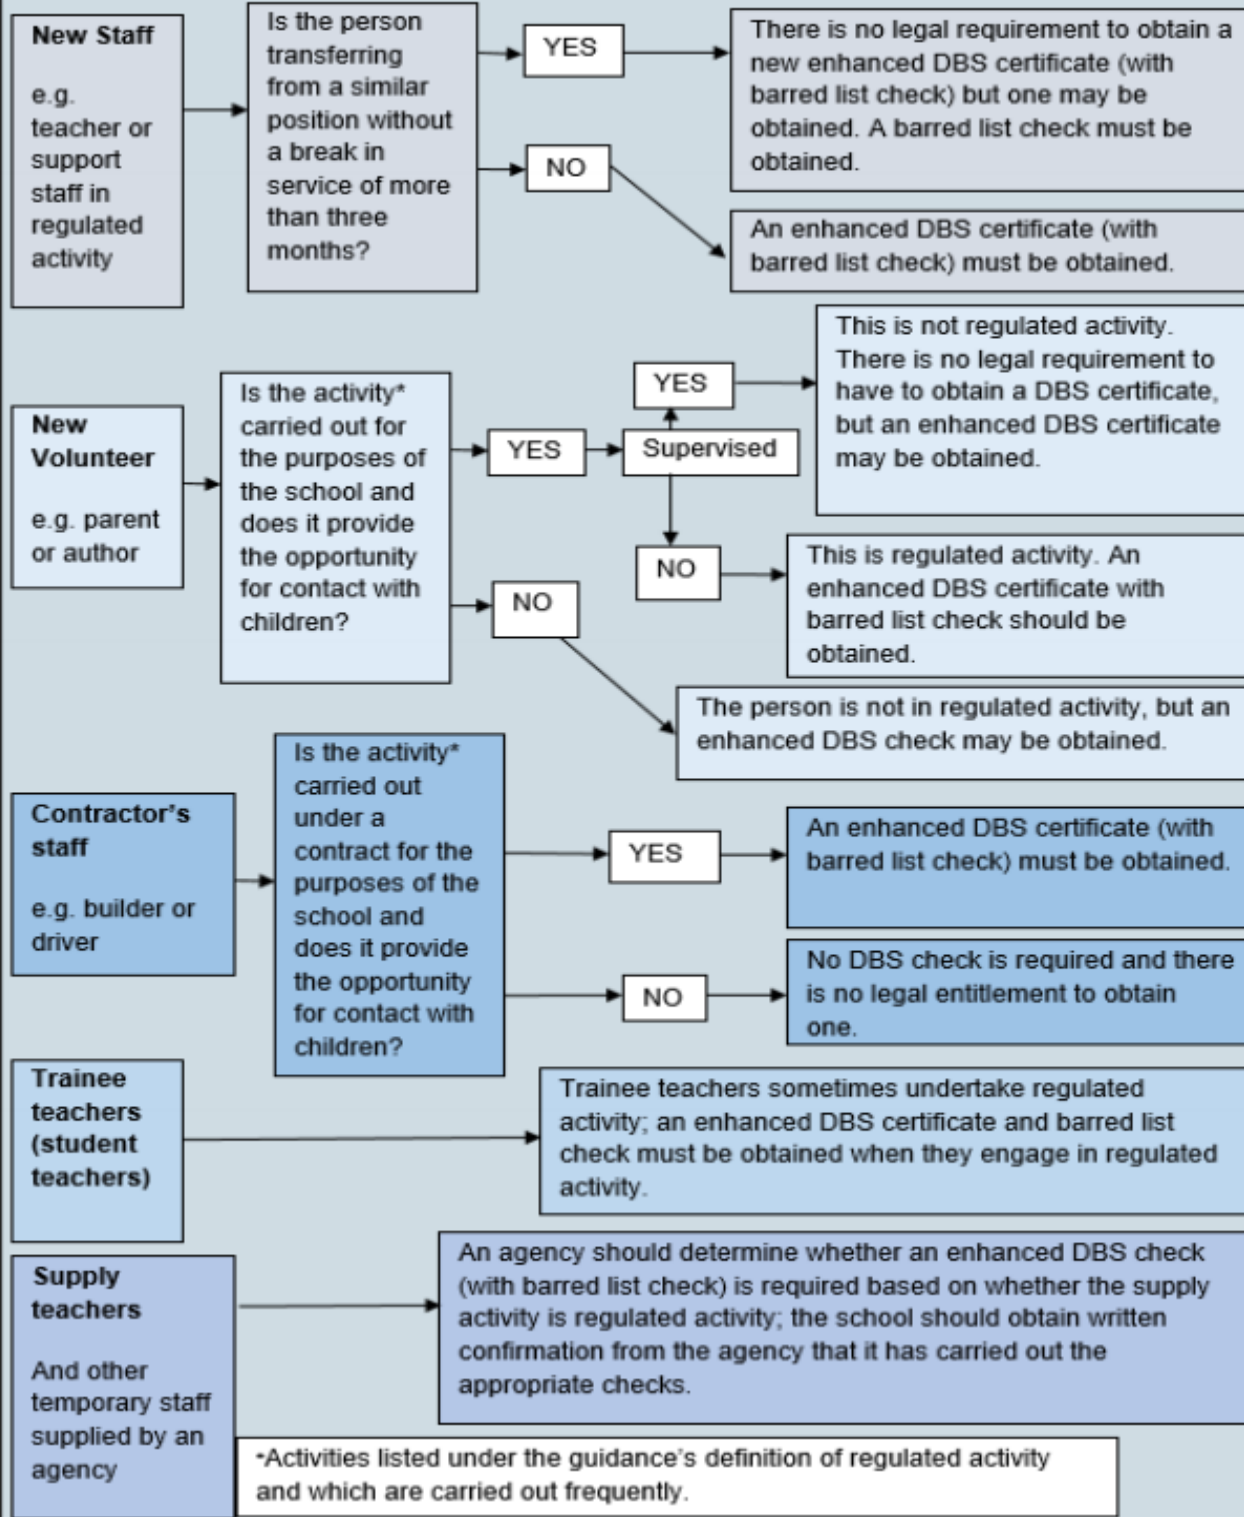 New Staff
e.g.
teacher or
support
staff in
regulated
activity
Is the person
transferring
from a similar
position without
a break in
service of more
than three
months?
YES
There is no legal requirement to obtain a
new enhanced DBS certificate (with
barred list check) but one may be
obtained. A barred list check must be
obtained.
NO
An enhanced DBS certificate (with
barred list check) must be obtained.
New
Volunteer
e.g. parent
or author
Is the activity*
carried out for
the purposes of
the school and
does it provide
the opportunity
for contact with
children?
YES
Supervised
YES
This is not regulated activity.
There is no legal requirement to
have to obtain a DBS certificate,
but an enhanced DBS certificate
may be obtained.
NO
This is regulated activity. An
enhanced DBS certificate with
barred list check should be
obtained.
NO
The person is not in regulated activity, but an
enhanced DBS check may be obtained.
Contractor's
staff
e.g. builder or
driver
Is the activity*
carried out
under a
contract for the
purposes of the
school and
does it provide
the opportunity
for contact with
children?
YES
An enhanced DBS certificate (with
barred list check) must be obtained.
NO
No DBS check is required and there
is no legal entitlement to obtain
one.
Trainee
teachers
(student
teachers)
Trainee teachers sometimes undertake regulated
activity; an enhanced DBS certificate and barred list
check must be obtained when they engage in regulated
activity.
Supply
teachers
And other
temporary staff
supplied by an
agency
An agency should determine whether an enhanced DBS check
(with barred list check) is required based on whether the supply
activity is regulated activity; the school should obtain written
confirmation from the agency that it has carried out the
appropriate checks.
*Activities listed under the guidance's definition of regulated activity
and which are carried out frequently.